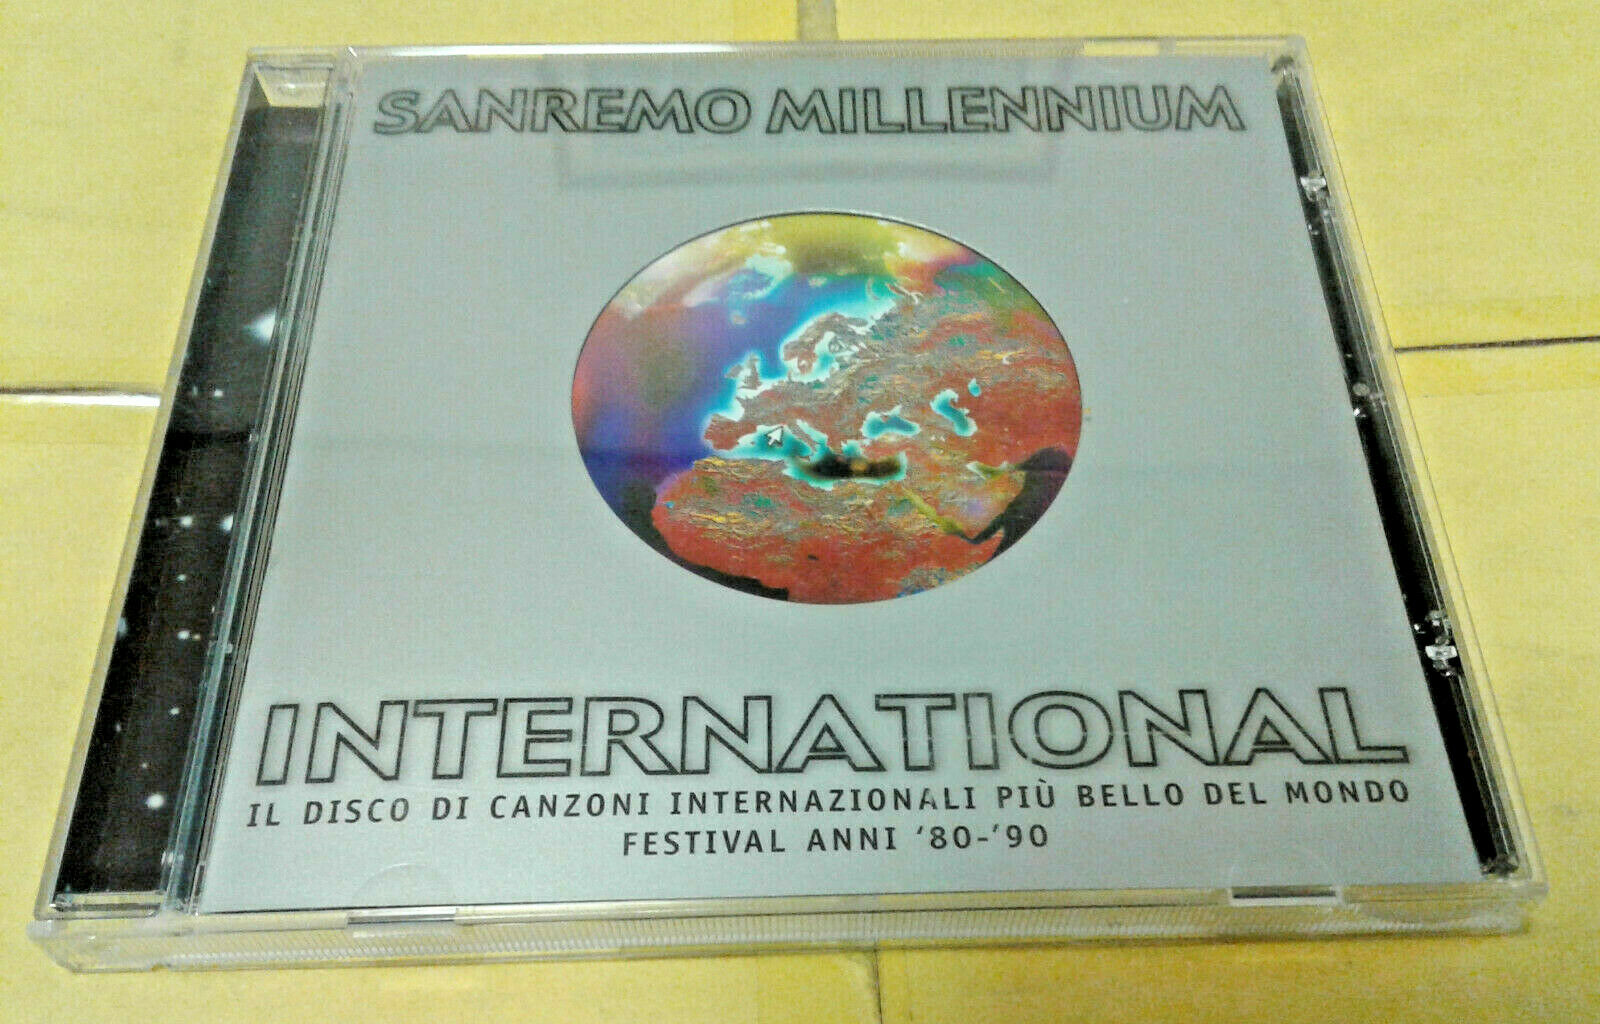 SANREMO MILLENNIUM
INTERNATIONAL
IL DISCO DI CANZONI INTERNAZIONALI PIÙ BELLO DEL MONDO
FESTIVAL ANNI '80-'90